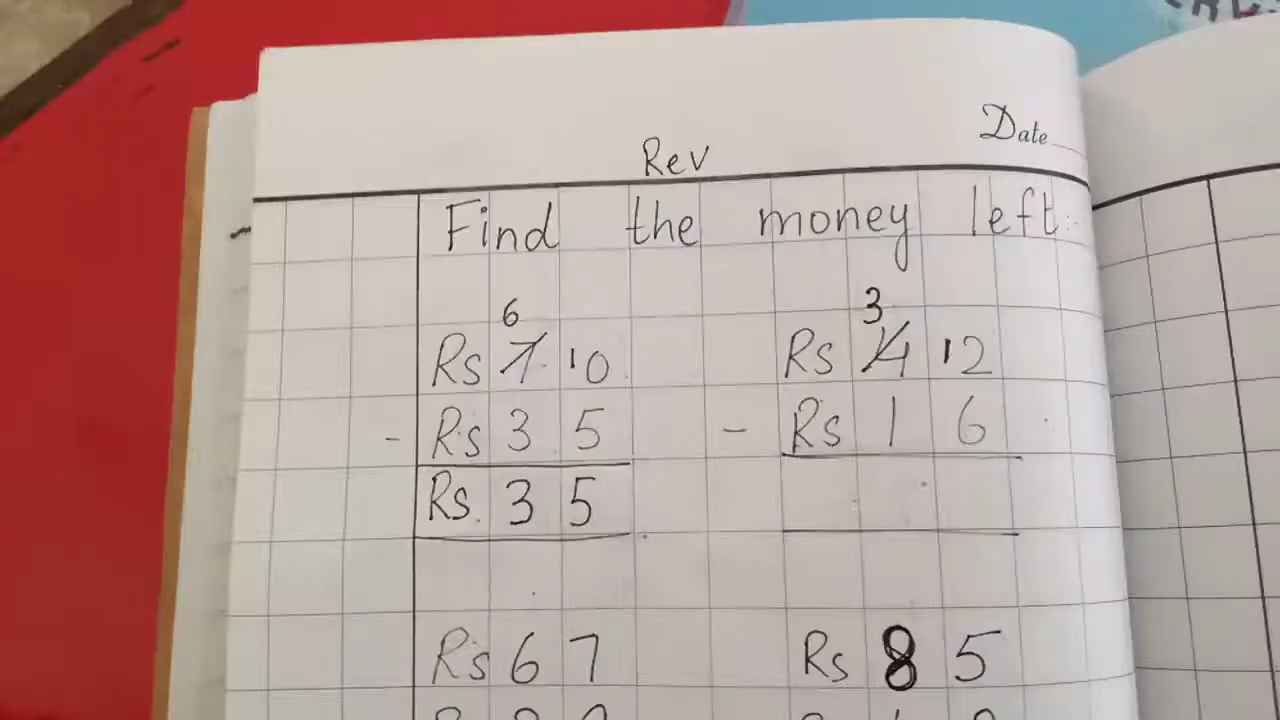 Date
Rev
Find the money left:
6 3
Rs 7 10 Rs 4 12
- Rs 3 5 - Rs 1 6
Rs. 3 5
Rs 6 7 Rs 8 5